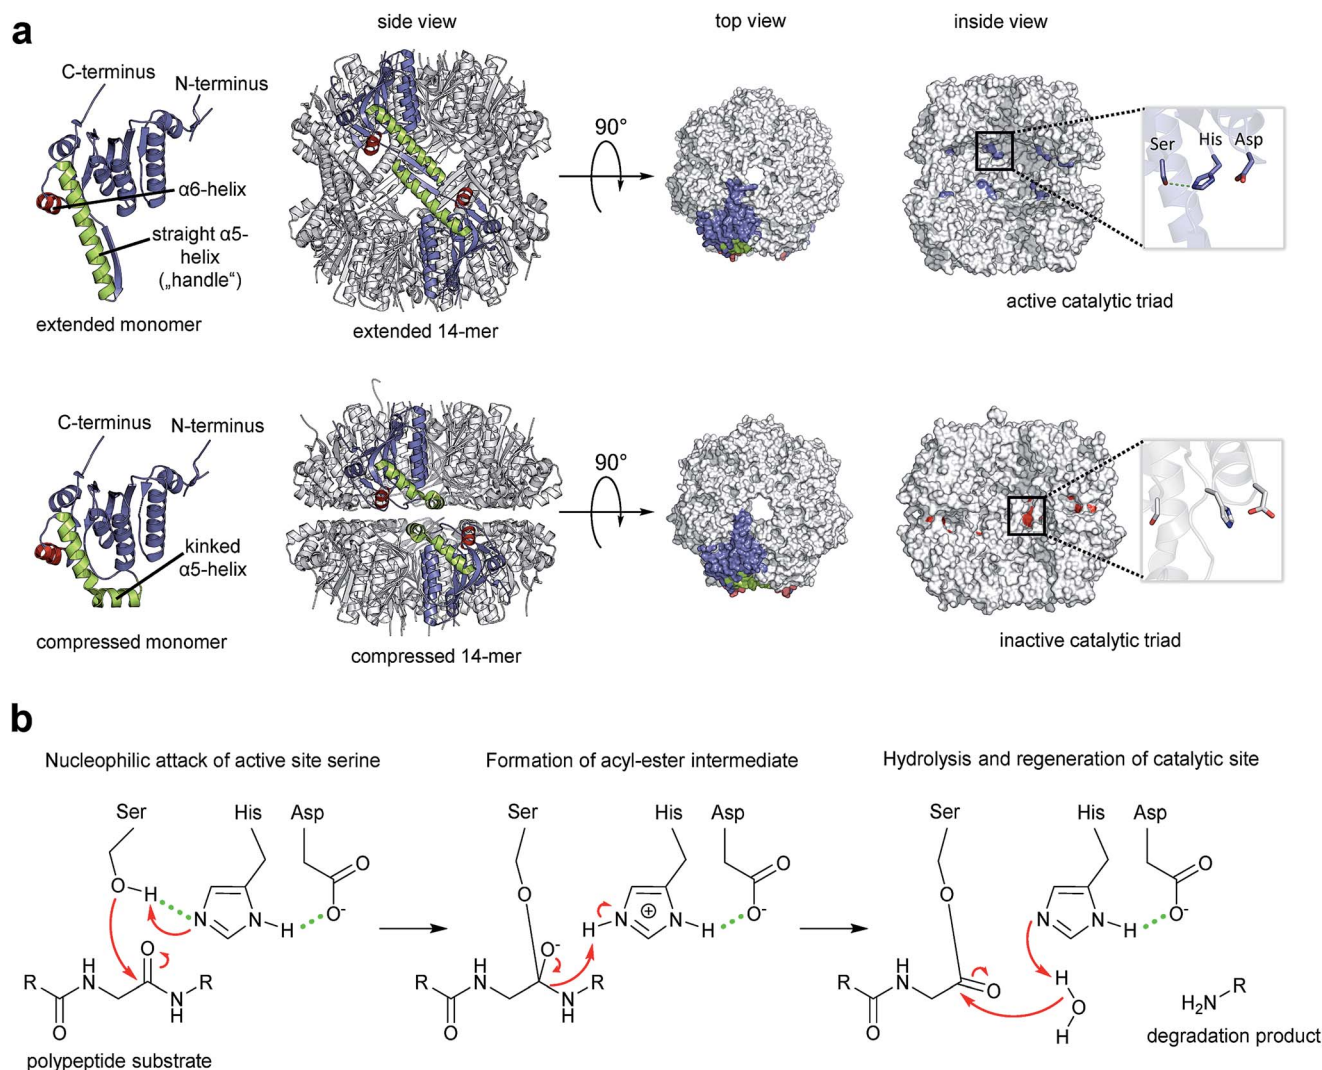 a
side view
top view
inside view
C-terminus
N-terminus
α6-helix
straight α5-
helix
(„handle“)
extended monomer
extended 14-mer
90°
Ser
His
Asp
active catalytic triad
C-terminus
N-terminus
kinked
α5-helix
compressed monomer
compressed 14-mer
90°
inactive catalytic triad
b
Nucleophilic attack of active site serine
Formation of acyl-ester intermediate
Hydrolysis and regeneration of catalytic site
Ser
His
Asp
O
H
N
N
H
O
O-
O
R
H
N
N
H
R
O
polypeptide substrate
Ser
His
Asp
O
H
N
⊕
N
H
O
O-
O-
R
H
N
N
H
R
O
Ser
His
Asp
O
N
N
H
O
O-
R
H
N
O
O
H
O
H
H2N
R
degradation product